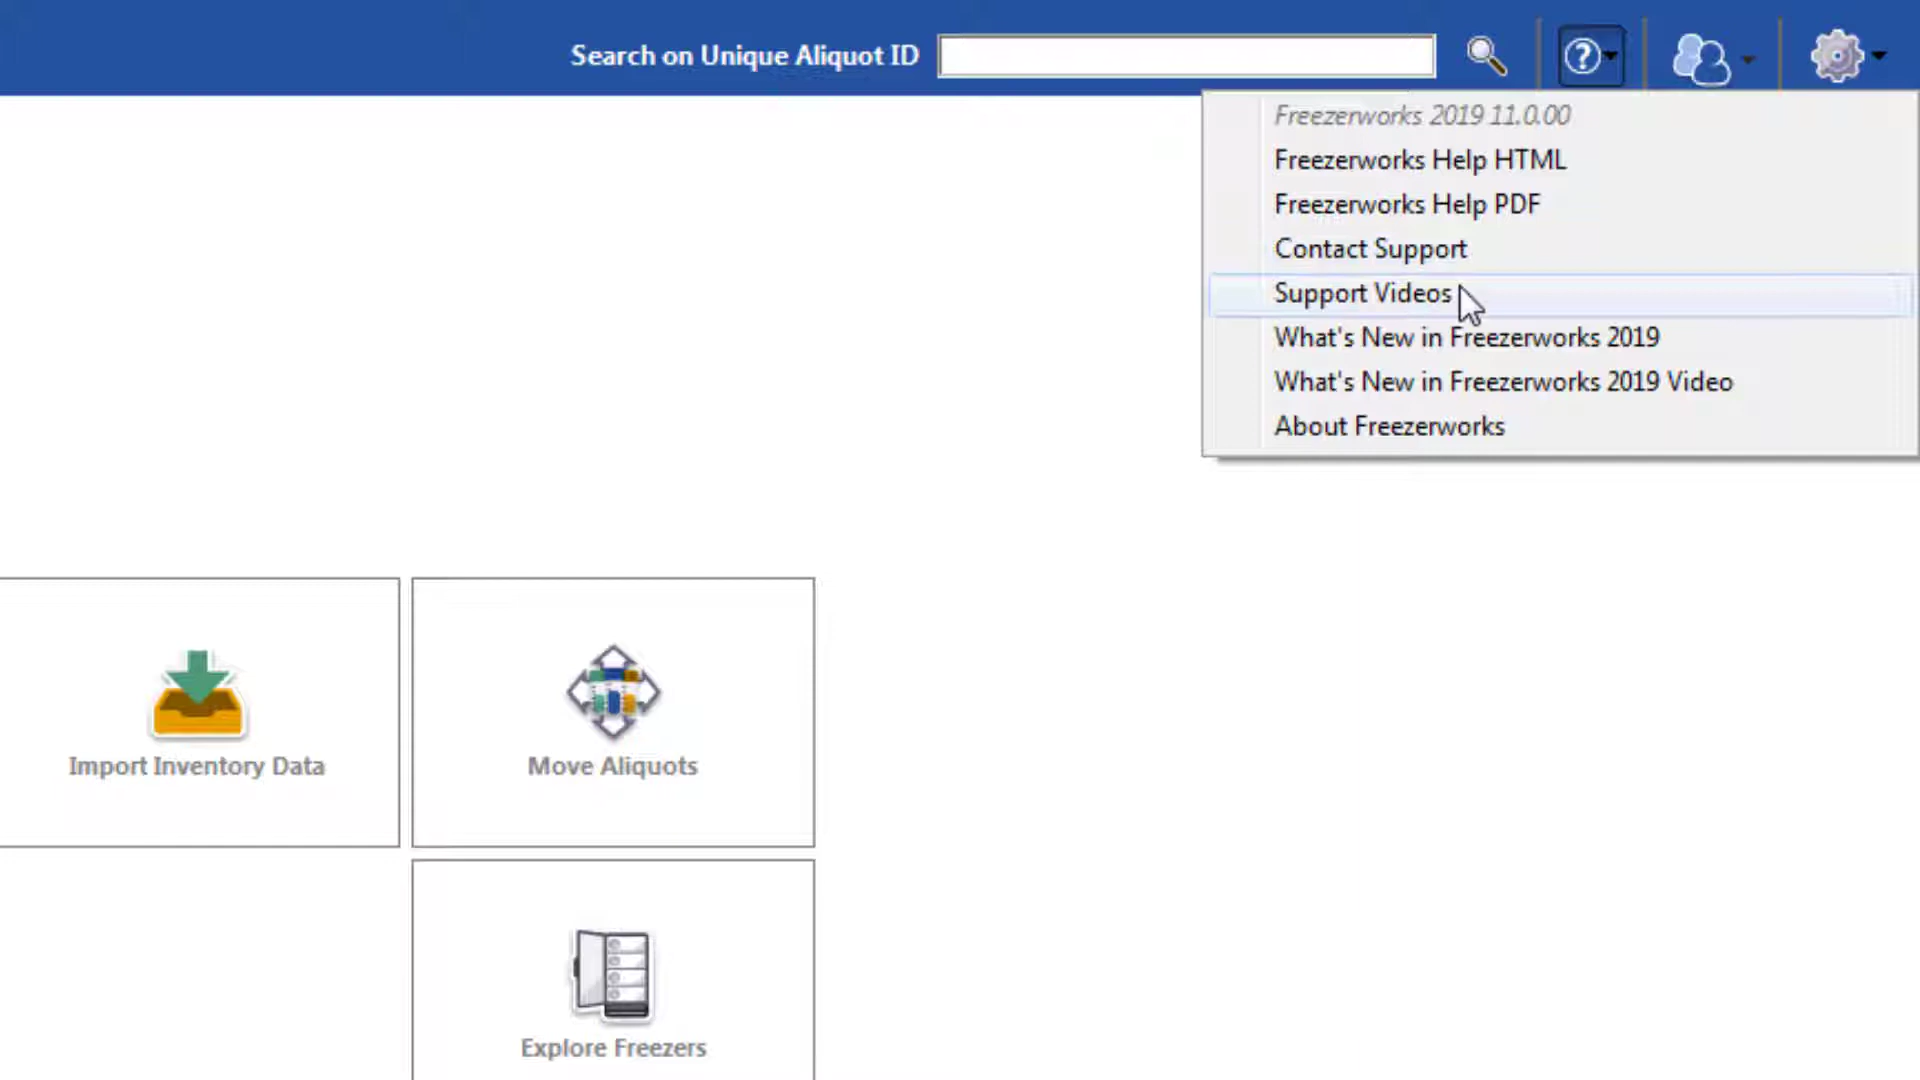 Search on Unique Aliquot ID
Freezerworks 2019 11.0.00
Freezerworks Help HTML
Freezerworks Help PDF
Contact Support
Support Videos
What's New in Freezerworks 2019
What's New in Freezerworks 2019 Video
About Freezerworks
Import Inventory Data
Move Aliquots
Explore Freezers